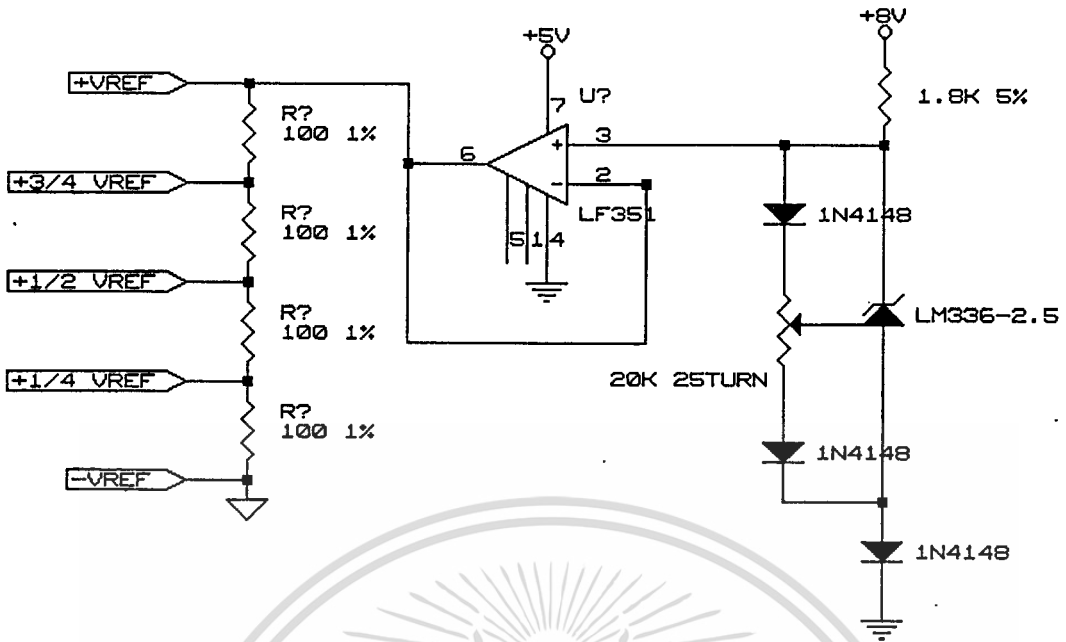 +8V
+5V
+VREF
7
U?
1.8K 5%
R?
100 1%
6
+
3
-
2
+3/4 VREF
LF351
1N4148
R?
100 1%
5
1
4
+1/2 VREF
R?
100 1%
LM336-2.5
+1/4 VREF
20K 25TURN
R?
100 1%
1N4148
-VREF
1N4148